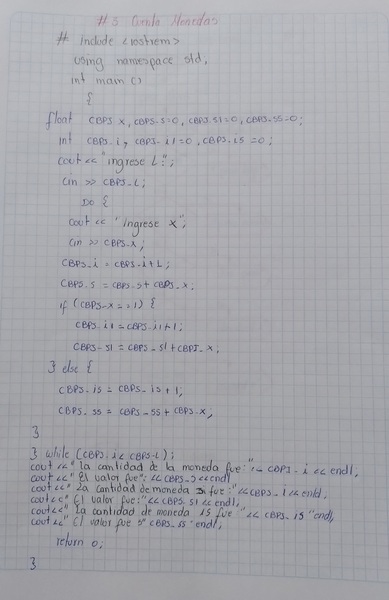 #5 Cuenta Monedas
# Include <iostrem>
using namespace std,
int main ()
{
float CBPS x, CBPS-S=0, CBPS.S1=0, CBPS-SS=0;
int CBPS-i, CBPS-i1=0, CBPS-is=0;
cout << "ingrese L:";
Cin >> CBPS-L;
DO {
cout << "Ingrese x";
Cin >> CBPS-X;
CBPS-i = CBPS-i+1;
CBPS.S = CBPS-S+ CBPS-X;
if (CBPS-X==1) {
CBPS-i1=CBPS-i1+1;
CBPS-S1 = CBPS-S1+CBPS-X;
} else {
CBPS-is = CBPS-is+1,
CBPS-SS = CBPS-SS + CBPS-X,
}
} while (CBPS.i< CBPS-L);
cout <<" la cantidad de la moneda fue:" CBPS-i << endl,
cout <<" El valor fue": <<CBPS-S<<endl
cout <<" La cantidad de moneda fue:"<<CBPS-1<<endl,
cout <<" El valor fue:"<<CBPS.S1<<endl,
cout <<" La cantidad de moneda 1S fue "<<CBPS-1S"endl,
cout <<" El valor fue CBPS-SS"endl,
return 0;
}